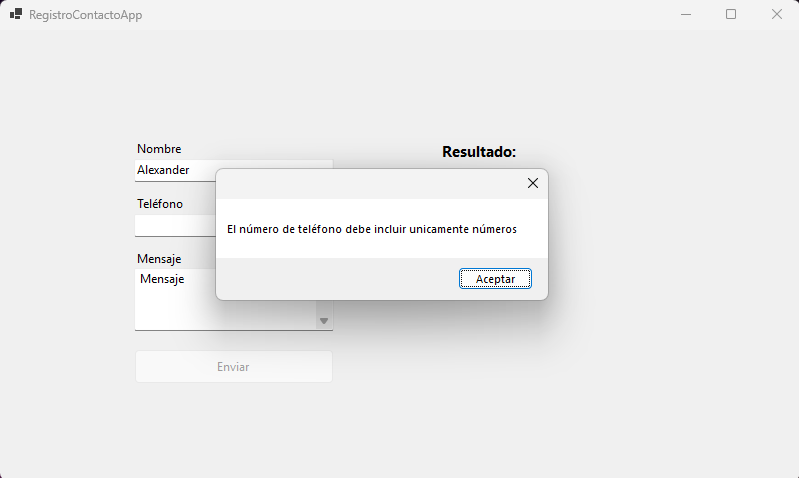 RegistroContactoApp
Nombre
Resultado:
Alexander
Teléfono
El número de teléfono debe incluir unicamente números
Mensaje
Mensaje
Aceptar
Enviar